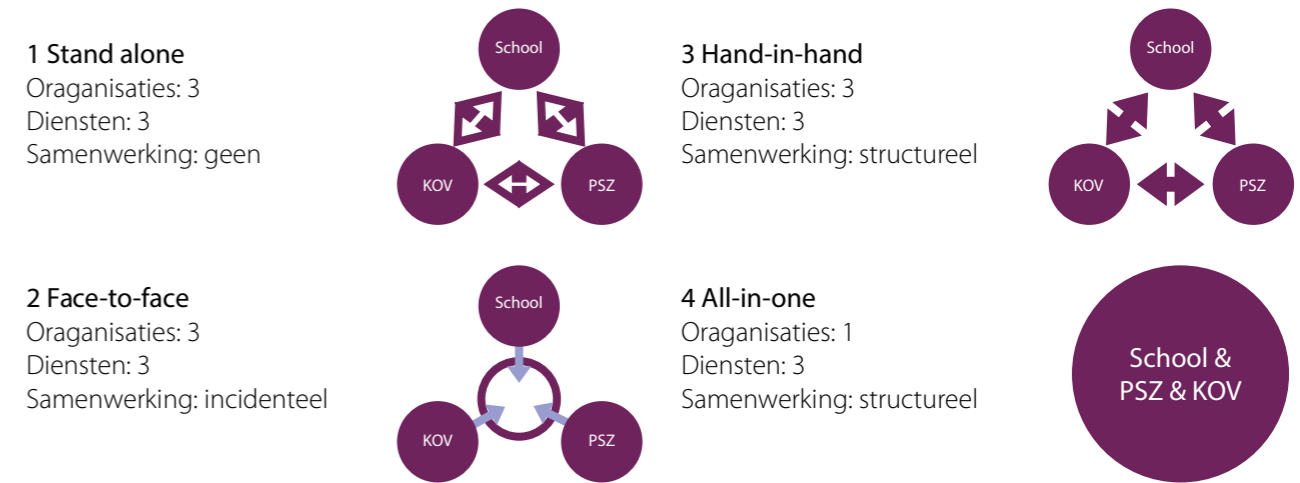 1 Stand alone
Oraganisaties: 3
Diensten: 3
Samenwerking: geen
School
KOV
PSZ
2 Face-to-face
Oraganisaties: 3
Diensten: 3
Samenwerking: incidenteel
School
KOV
PSZ
3 Hand-in-hand
Oraganisaties: 3
Diensten: 3
Samenwerking: structureel
School
KOV
PSZ
4 All-in-one
Oraganisaties: 1
Diensten: 3
Samenwerking: structureel
School &
PSZ & KOV